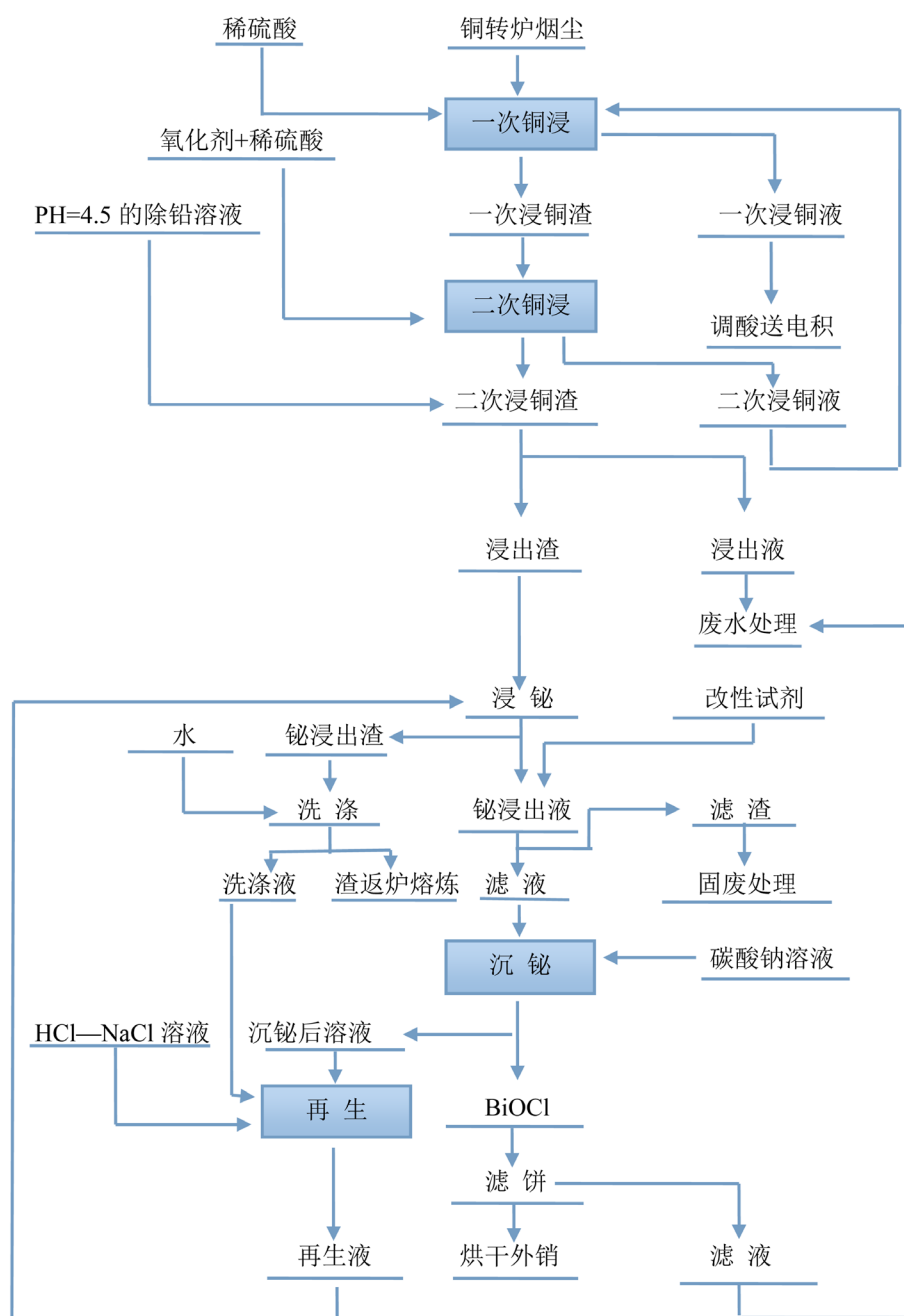 稀硫酸
铜转炉烟尘
一次铜浸
氧化剂+稀硫酸
PH=4.5 的除铅溶液
一次浸铜渣
一次浸铜液
二次铜浸
调酸送电积
二次浸铜渣
二次浸铜液
浸出渣
浸出液
废水处理
浸 铋
改性试剂
水
铋浸出渣
洗 涤
铋浸出液
滤 渣
洗涤液
渣返炉熔炼
滤 液
固废处理
沉 铋
碳酸钠溶液
HCl—NaCl 溶液
沉铋后溶液
再 生
BiOCl
滤 饼
再生液
烘干外销
滤 液